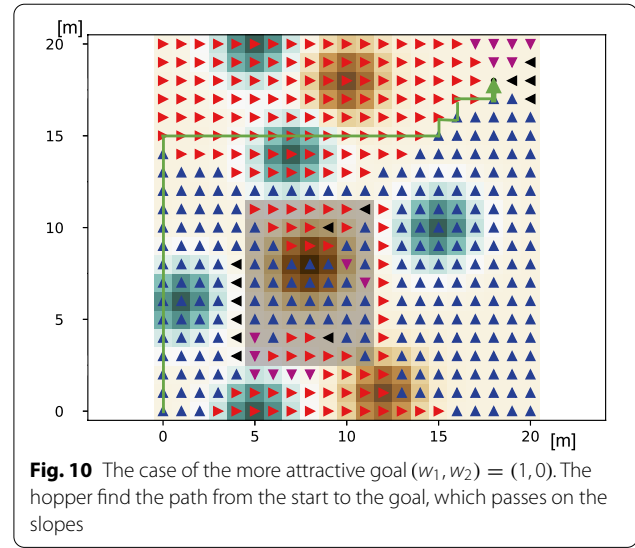 [m]
20
15
10
5
0
0 5 10 15 20
[m]
Fig. 10 The case of the more attractive goal (w₁, w₂) = (1, 0). The
hopper find the path from the start to the goal, which passes on the
slopes